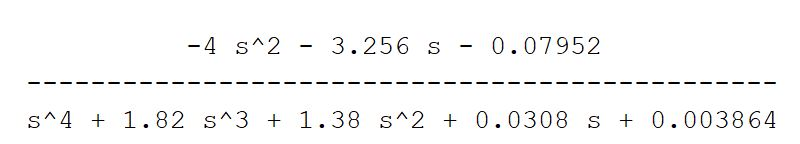 -4 s^2 - 3.256 s - 0.07952
-----------------------------------------------
s^4 + 1.82 s^3 + 1.38 s^2 + 0.0308 s + 0.003864